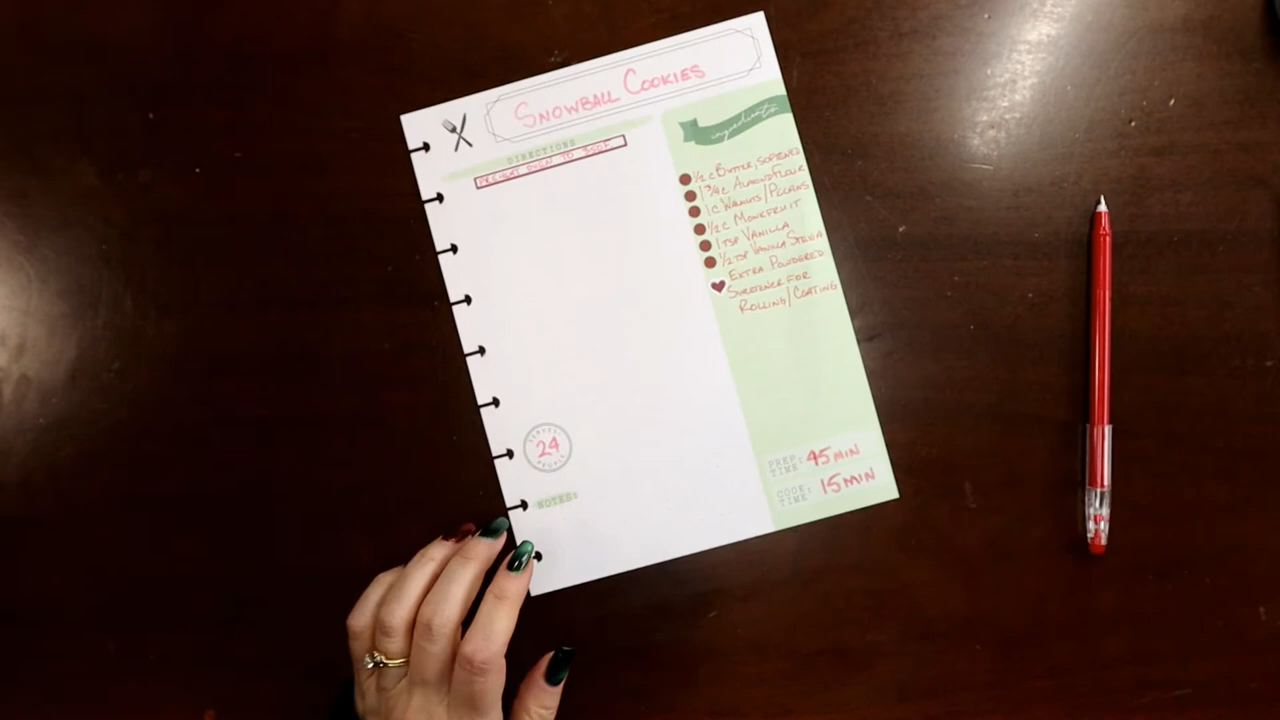 SNOWBALL COOKIES
DIRECTIONS
PREHEAT OVEN TO 350F
ingredients
1/2 C BUTTER, SOFTENED
1 3/4 C ALMOND FLOUR
1 C WALNUTS/PECANS
1/2 C MONKFRUIT
1 TSP VANILLA
1/2 TSP VANILLA STEVIA
EXTRA POWDERED
SWEETENER FOR
ROLLING/COATING
SERVES
24
PEOPLE
NOTES:
PREP TIME: 45 MIN
COOK TIME: 15 MIN